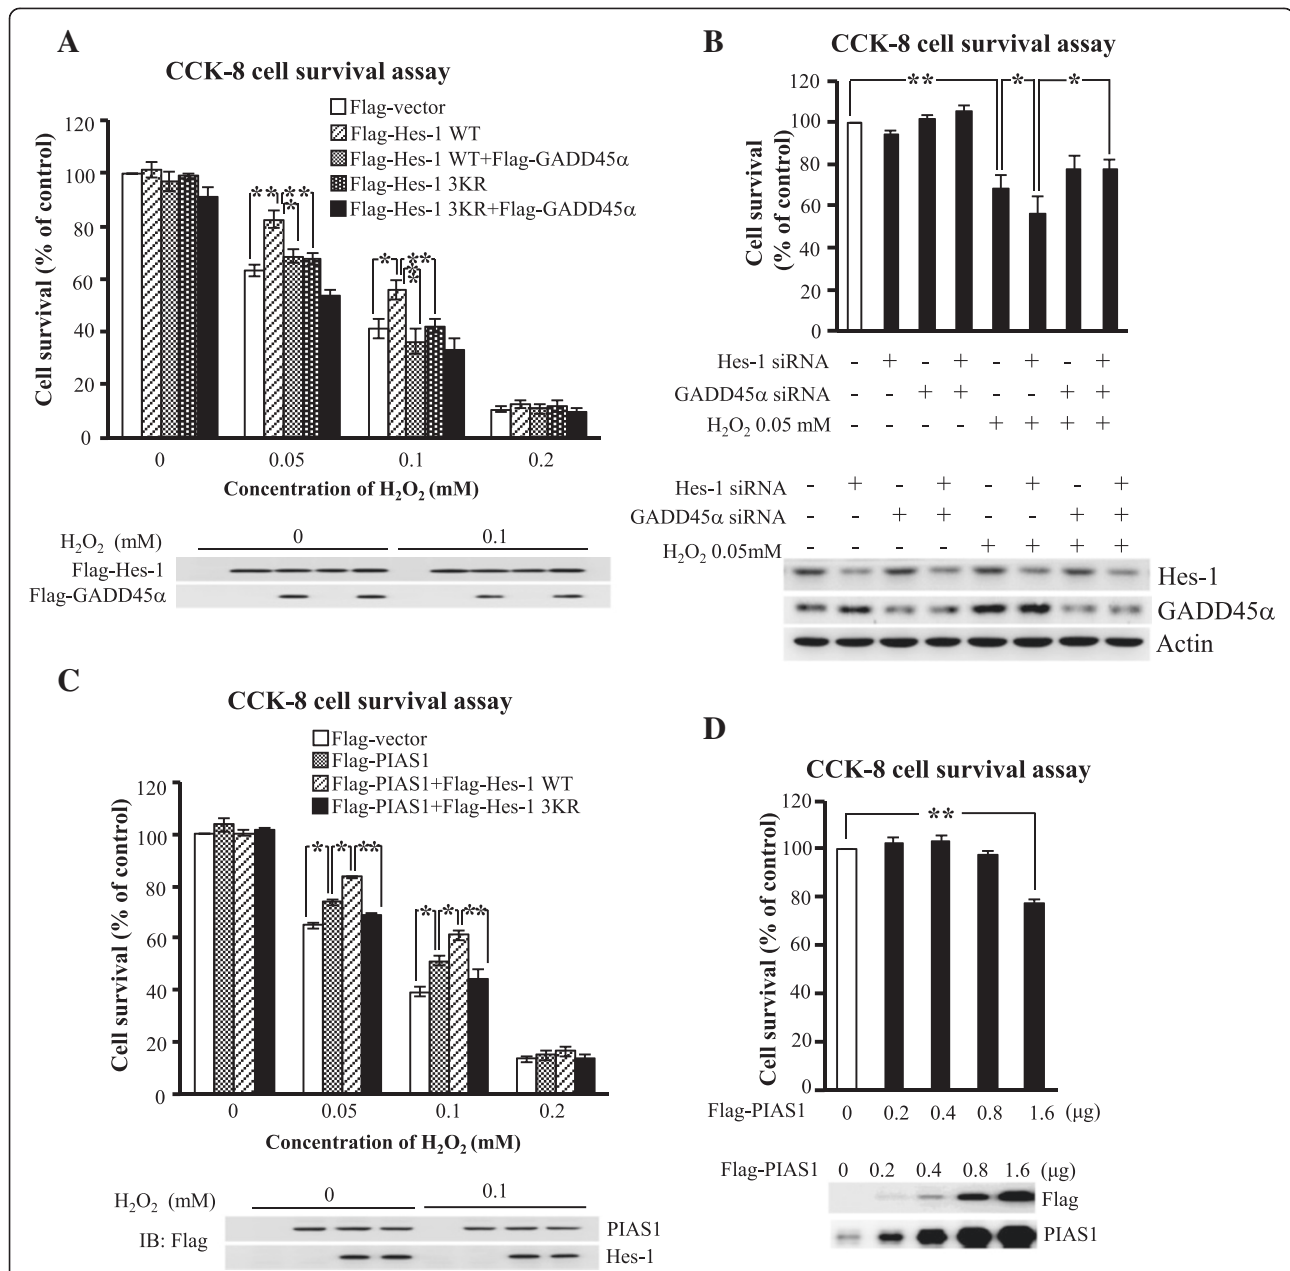 A
CCK-8 cell survival assay
Flag-vector
Flag-Hes-1 WT
Flag-Hes-1 WT+Flag-GADD45α
Flag-Hes-1 3KR
Flag-Hes-1 3KR+Flag-GADD45α
Cell survival (% of control)
120
100
80
60
40
20
0
** ** *
* ** **
0 0.05 0.1 0.2
Concentration of H₂O₂ (mM)
H₂O₂ (mM) 0 0.1
Flag-Hes-1
Flag-GADD45α
B
CCK-8 cell survival assay
Cell survival
(% of control)
120
100
80
60
40
20
0
** * *
Hes-1 siRNA - + - + - + - +
GADD45α siRNA - - + + - - + +
H₂O₂ 0.05 mM - - - - + + + +
Hes-1 siRNA - + - + - + - +
GADD45α siRNA - - + + - - + +
H₂O₂ 0.05mM - - - - + + + +
Hes-1
GADD45α
Actin
C
CCK-8 cell survival assay
Flag-vector
Flag-PIAS1
Flag-PIAS1+Flag-Hes-1 WT
Flag-PIAS1+Flag-Hes-1 3KR
Cell survival (% of control)
120
100
80
60
40
20
0
* * **
* * **
0 0.05 0.1 0.2
Concentration of H₂O₂ (mM)
H₂O₂ (mM) 0 0.1
IB: Flag
PIAS1
Hes-1
D
CCK-8 cell survival assay
Cell survival (% of control)
120
100
80
60
40
20
0
**
Flag-PIAS1 0 0.2 0.4 0.8 1.6 (μg)
Flag-PIAS1 0 0.2 0.4 0.8 1.6 (μg)
Flag
PIAS1